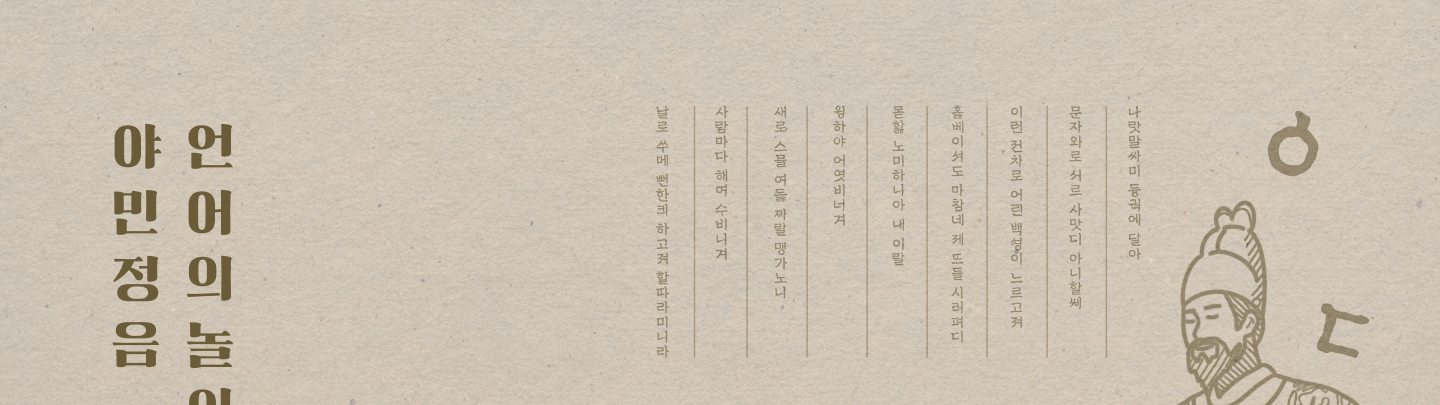 나랏말싸미 듕귁에 달아
문자와로 서르 사맛디 아니할쎄
이런 전차로 어린 백성이 느르고져
홇베이셔도 마참네 제 뜨들 시러펴디
몯핧 노미하니아 내 이랄
윙하야 어엿비너겨
새로 스믈 여듧 짜랄 맹가노니
사람마다 해여 수비니겨
날로 쑤메 뻔한킈 하고져 할따라미니라
언어의놀
야민정음